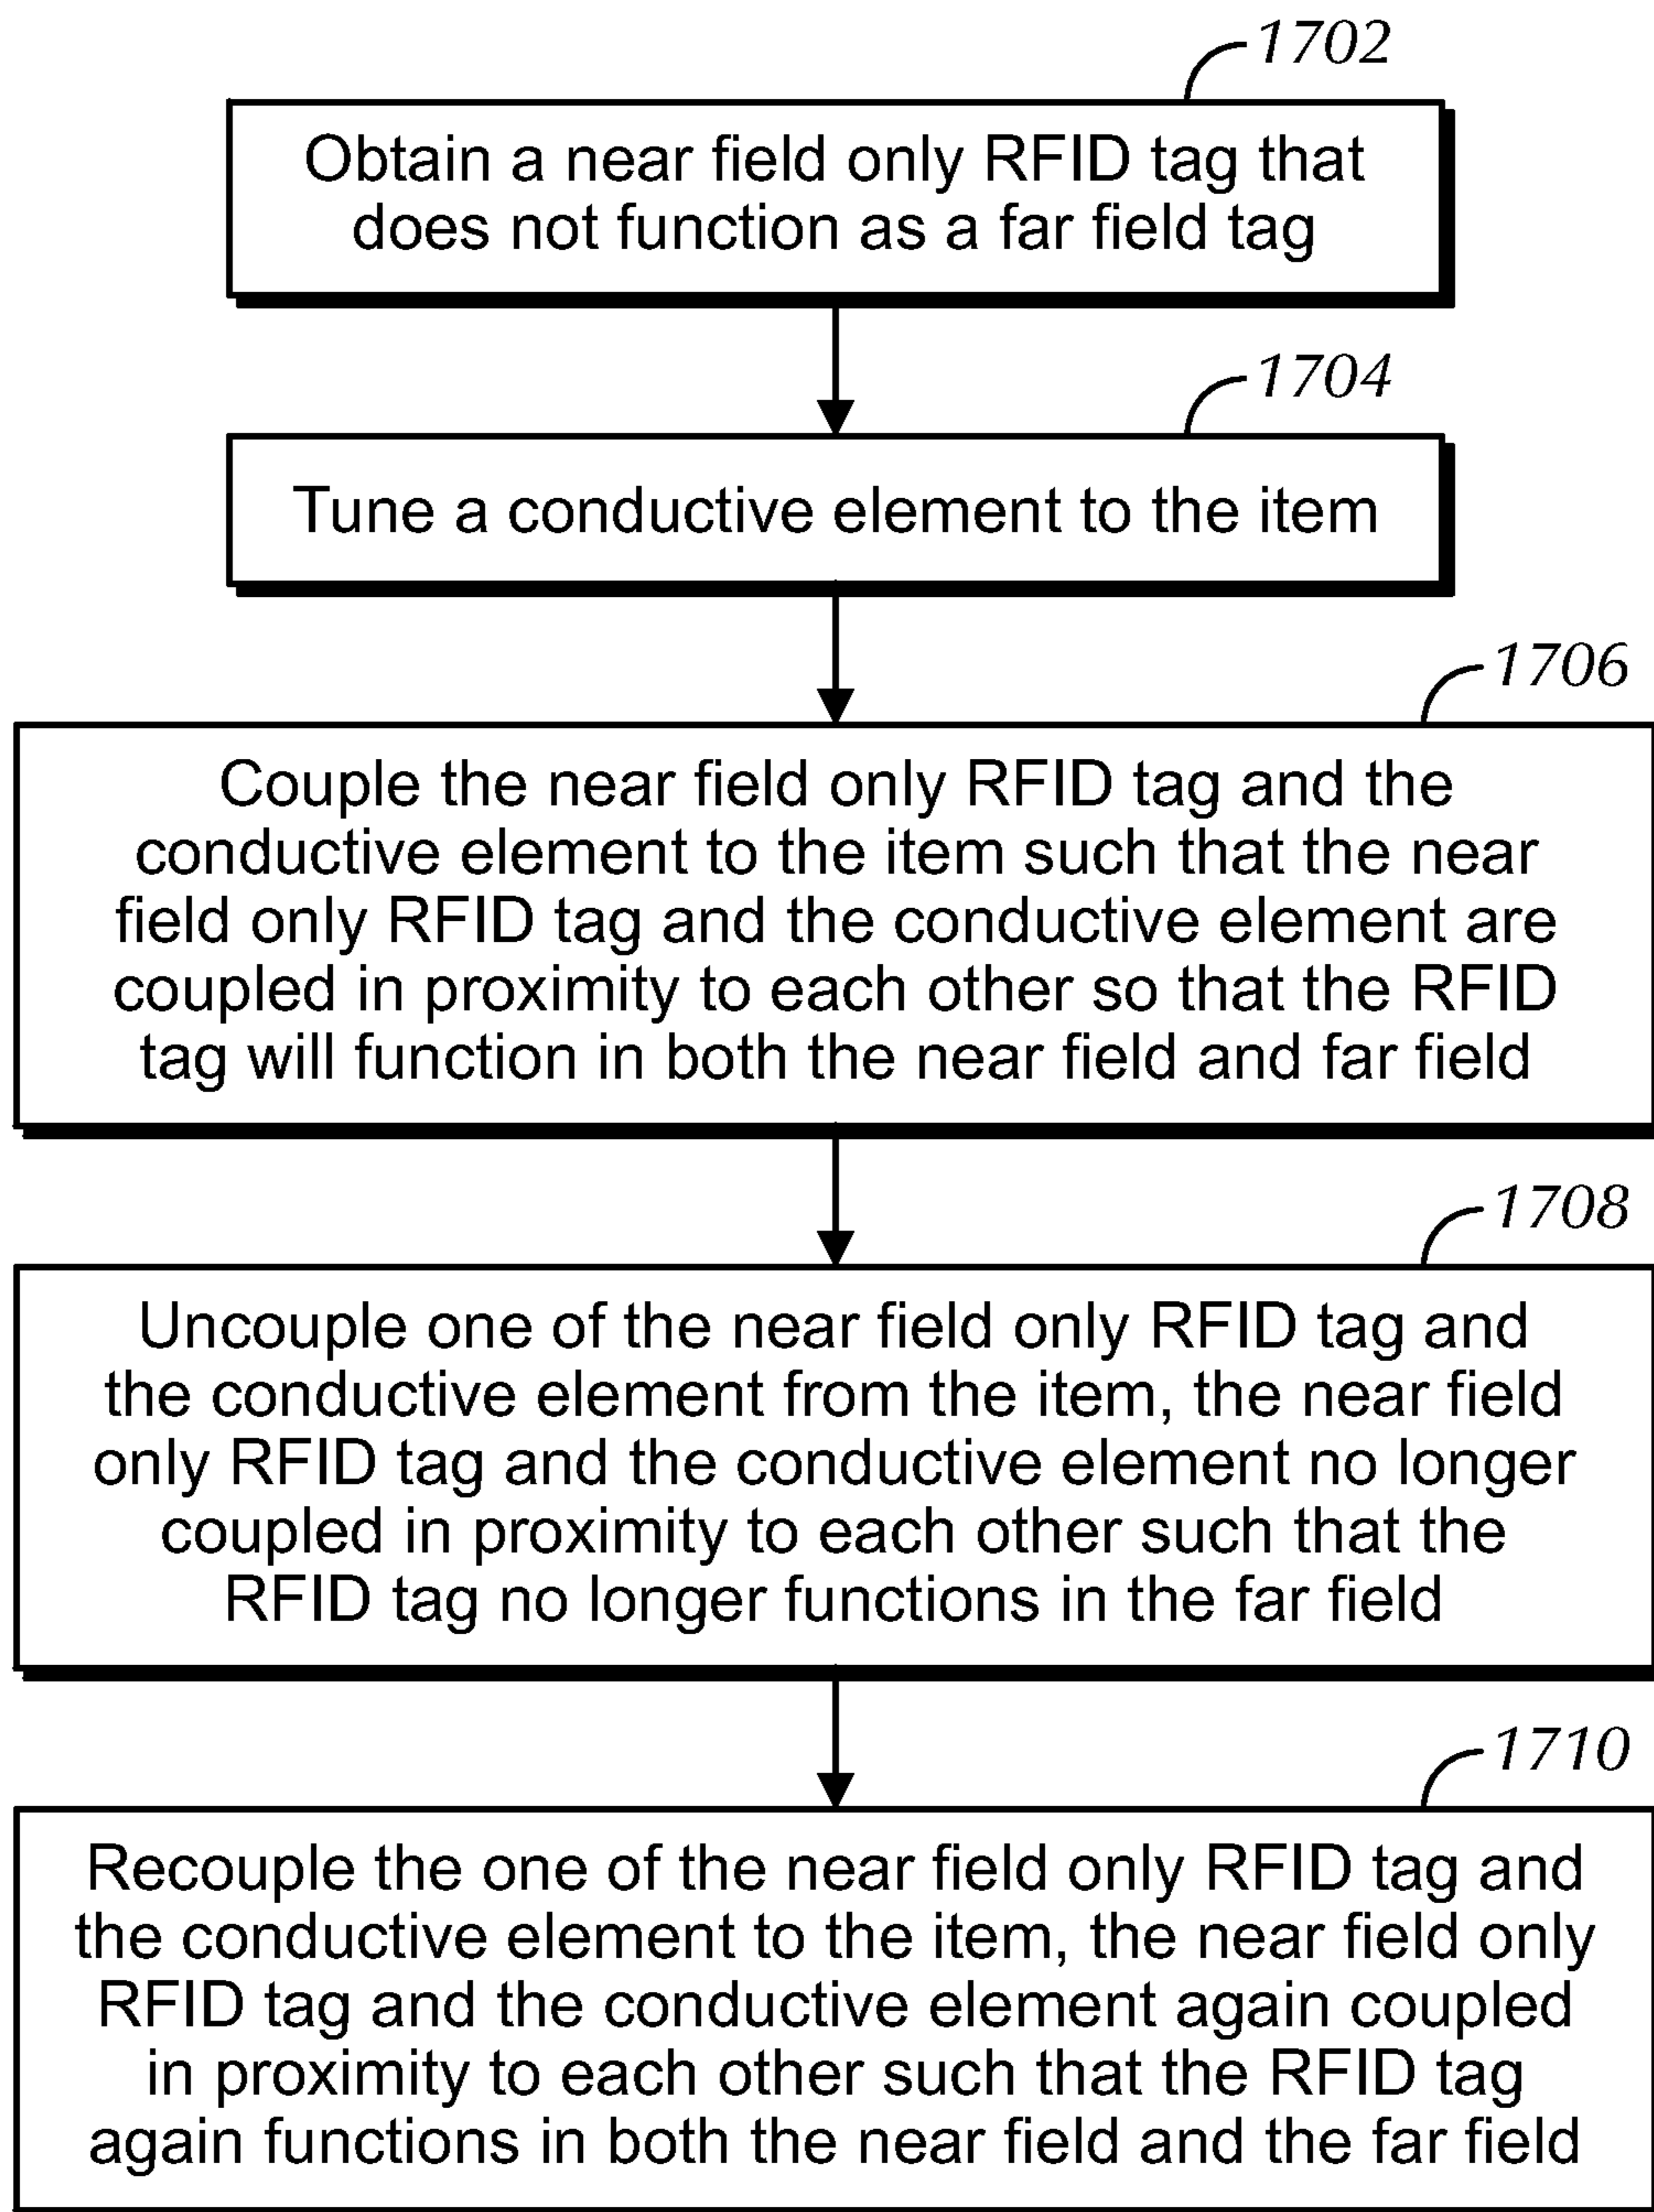 1702
Obtain a near field only RFID tag that
does not function as a far field tag
1704
Tune a conductive element to the item
1706
Couple the near field only RFID tag and the
conductive element to the item such that the near
field only RFID tag and the conductive element are
coupled in proximity to each other so that the RFID
tag will function in both the near field and far field
1708
Uncouple one of the near field only RFID tag and
the conductive element from the item, the near field
only RFID tag and the conductive element no longer
coupled in proximity to each other such that the
RFID tag no longer functions in the far field
1710
Recouple the one of the near field only RFID tag and
the conductive element to the item, the near field only
RFID tag and the conductive element again coupled
in proximity to each other such that the RFID tag
again functions in both the near field and the far field